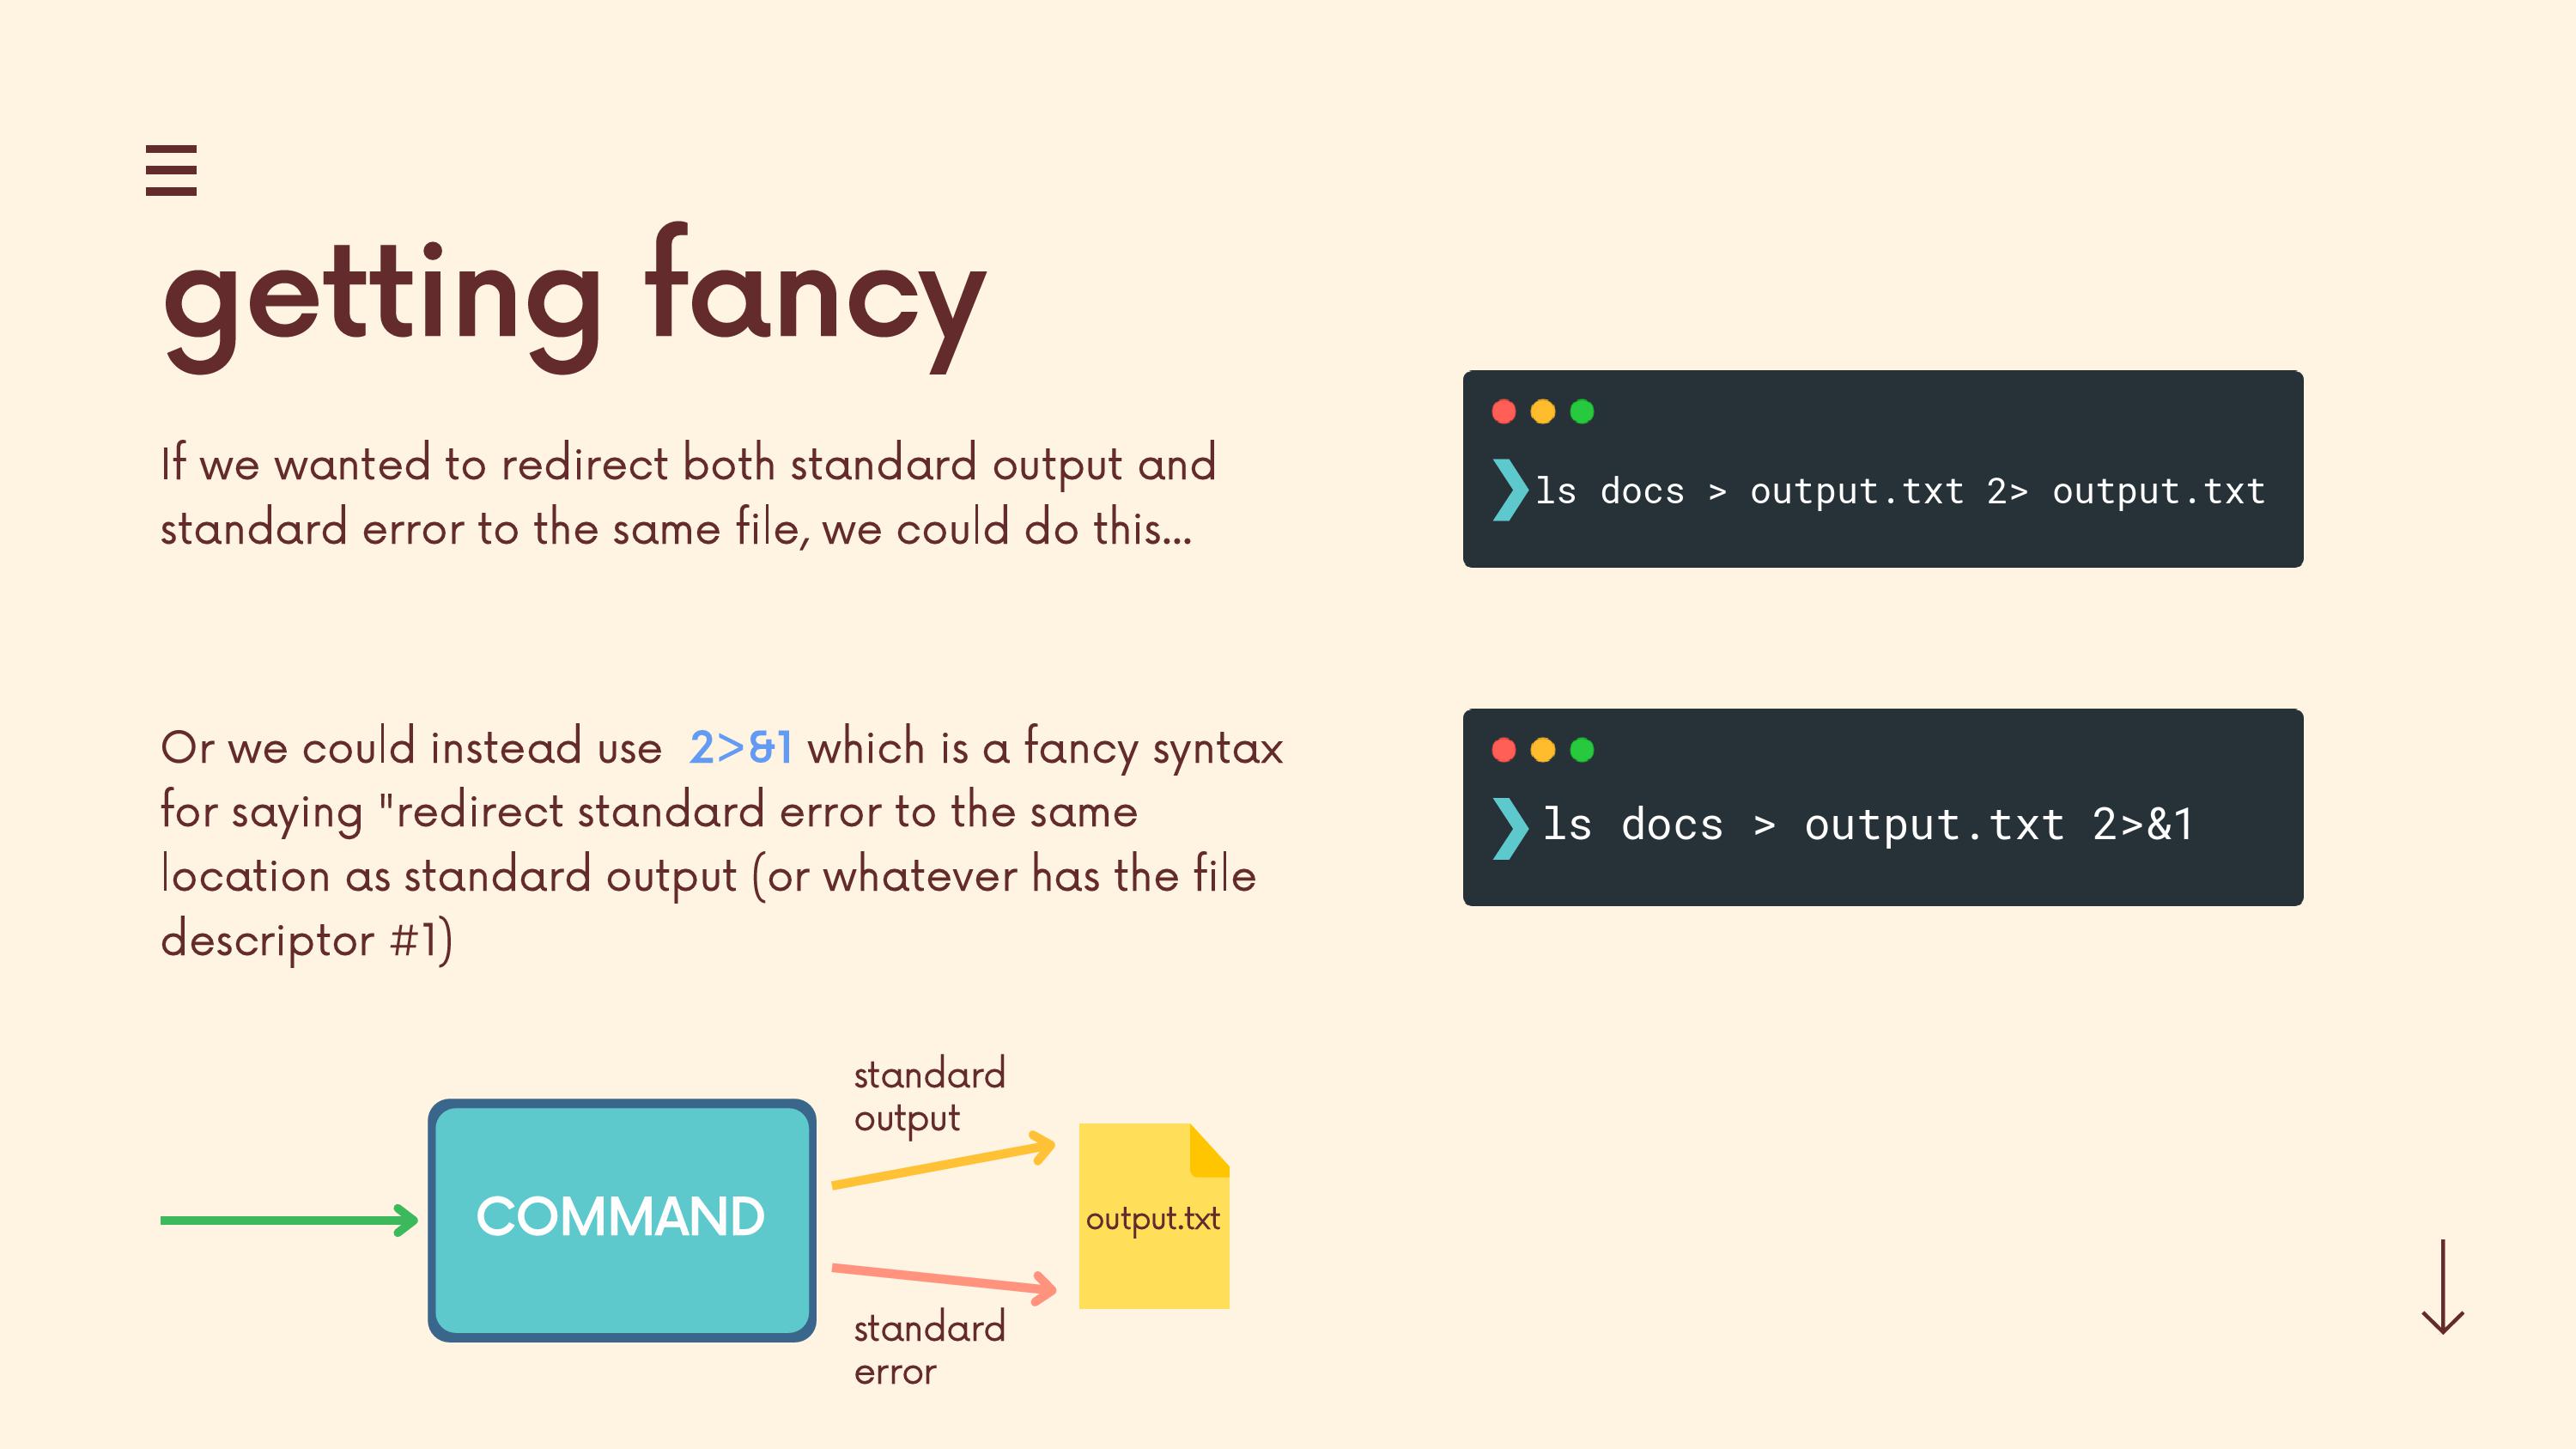 getting fancy
If we wanted to redirect both standard output and
standard error to the same file, we could do this...
❯ls docs > output.txt 2> output.txt
Or we could instead use 2>&1 which is a fancy syntax
for saying "redirect standard error to the same
location as standard output (or whatever has the file
descriptor #1)
❯ls docs > output.txt 2>&1
standard
output
COMMAND
output.txt
standard
error